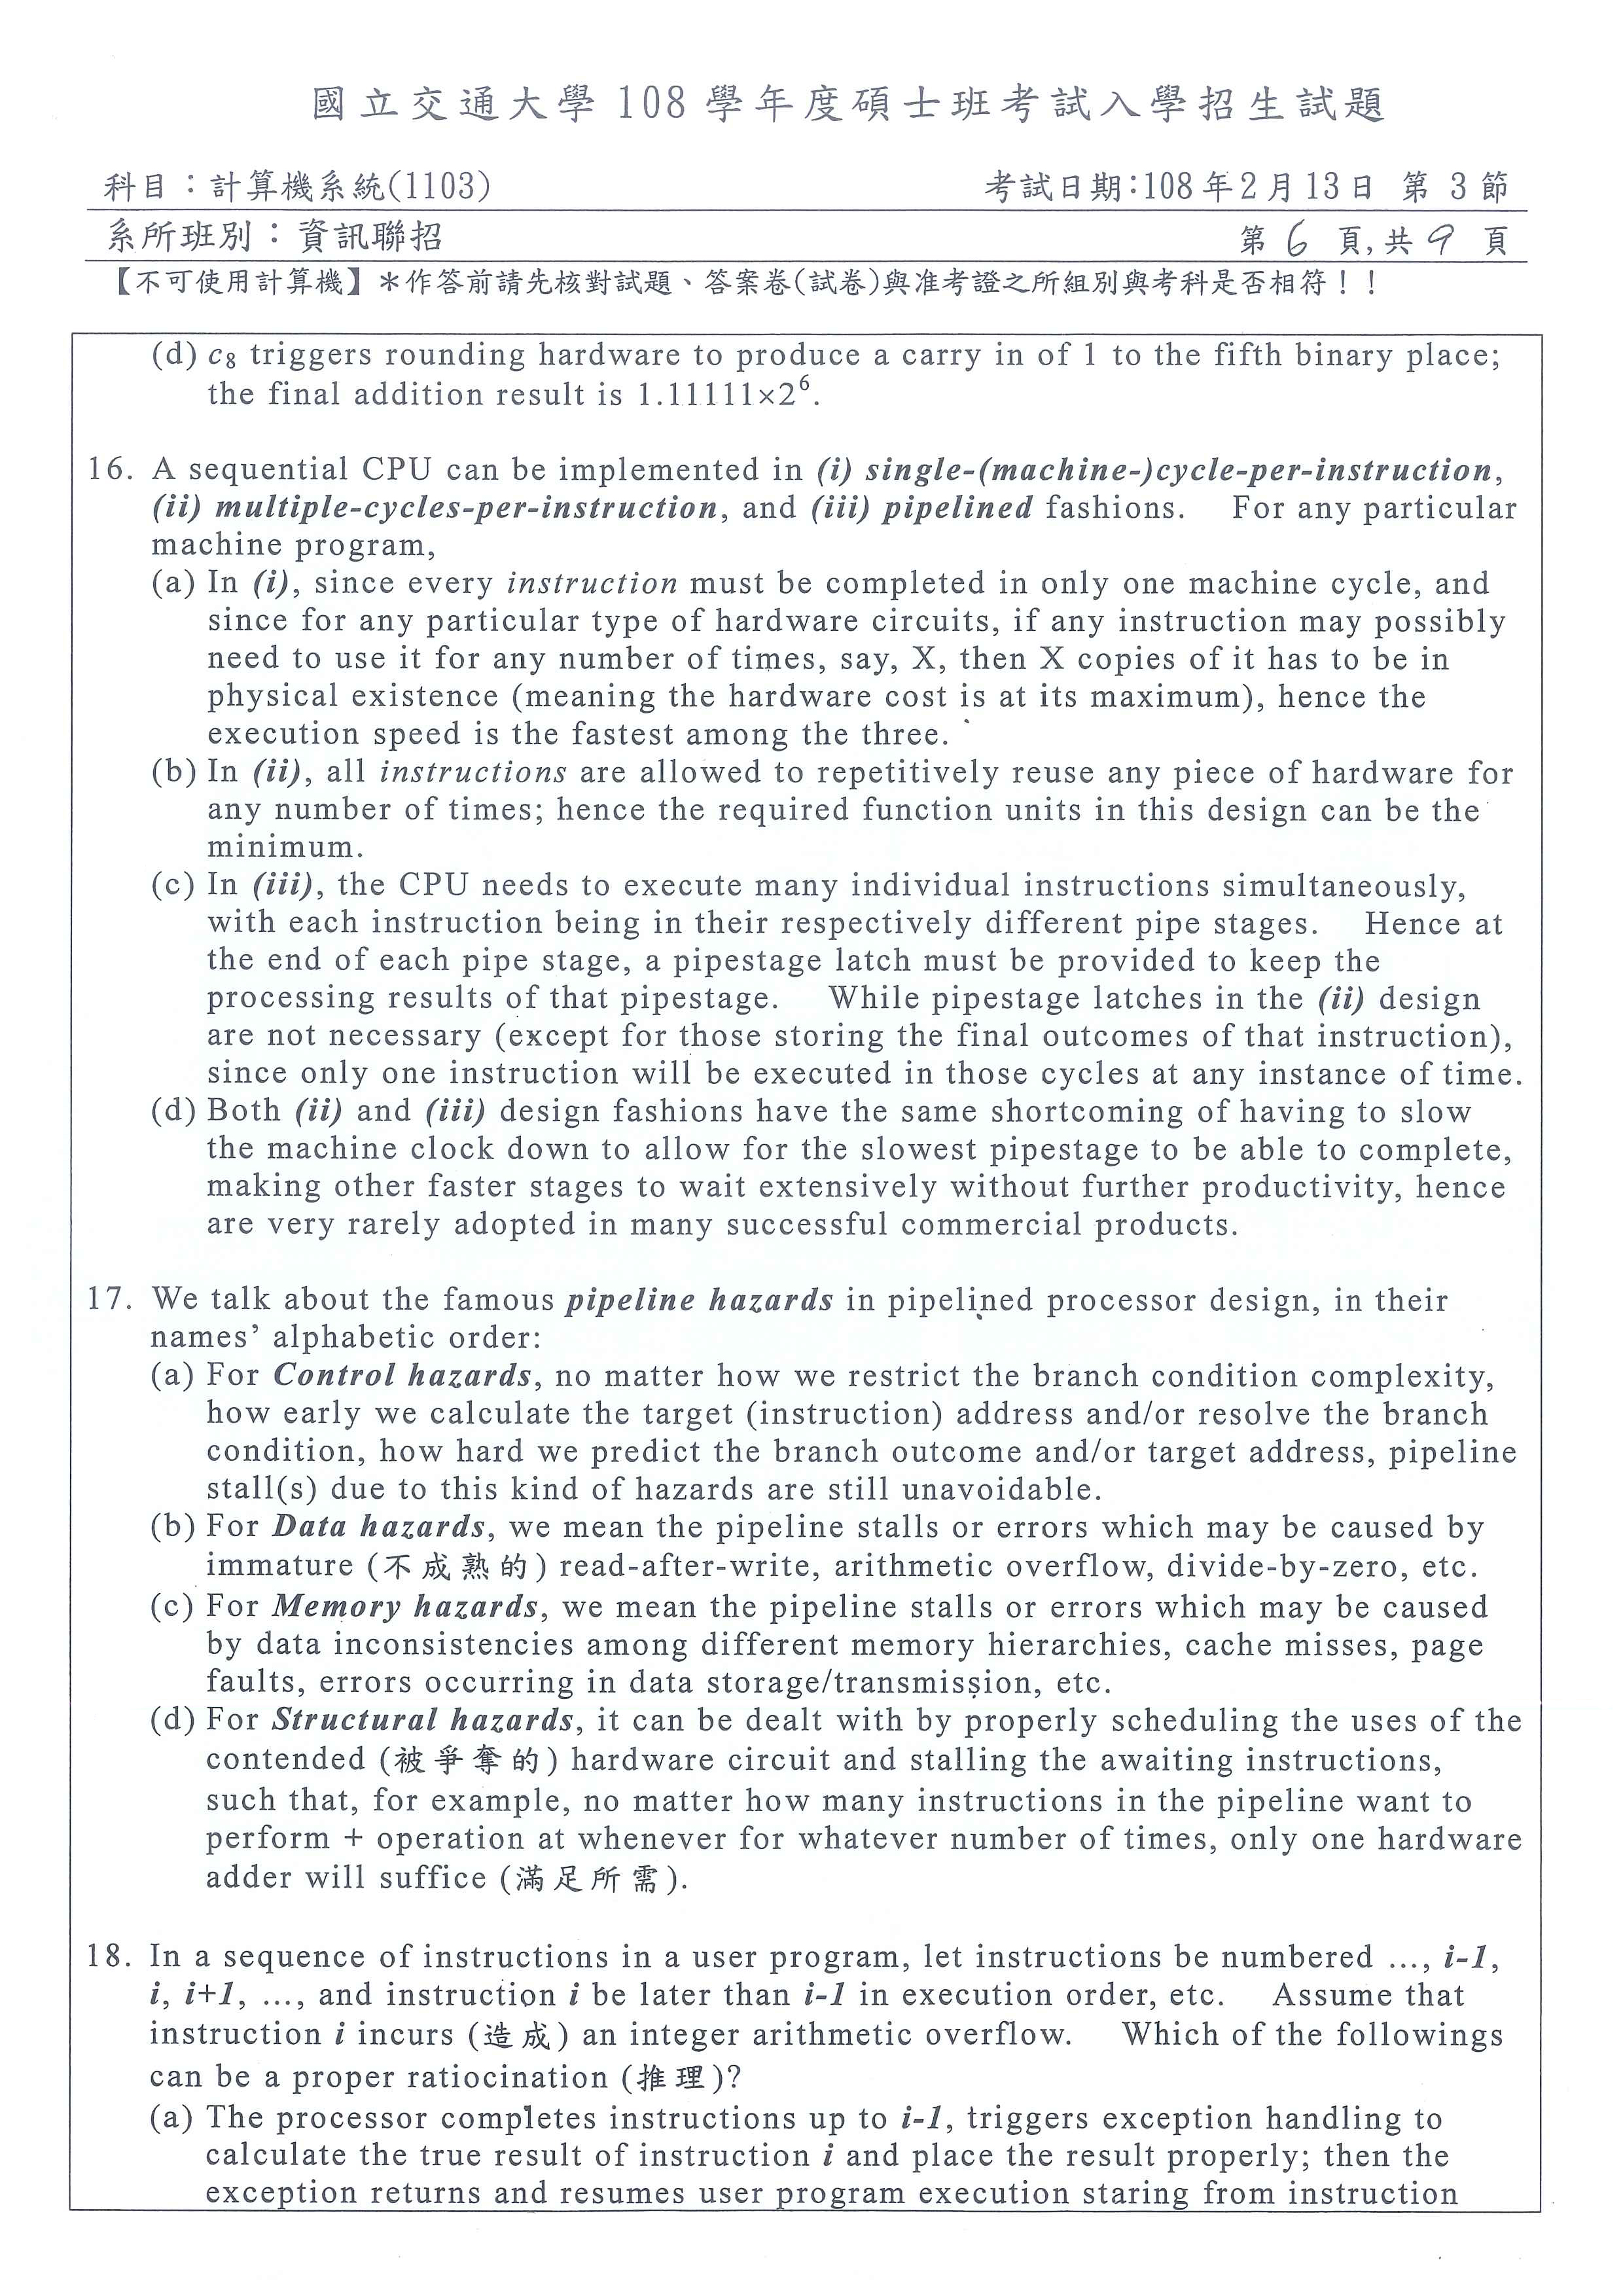 國立交通大學 108 學年度碩士班考試入學招生試題
科目：計算機系統(1103)
考試日期:108 年 2 月 13 日 第 3 節
系所班別：資訊聯招
第 6 頁,共 9 頁
【不可使用計算機】＊作答前請先核對試題、答案卷(試卷)與准考證之所組別與考科是否相符！！
(d) c₈ triggers rounding hardware to produce a carry in of 1 to the fifth binary place;
the final addition result is 1.11111×2⁶.
16. A sequential CPU can be implemented in (i) single-(machine-)cycle-per-instruction,
(ii) multiple-cycles-per-instruction, and (iii) pipelined fashions. For any particular
machine program,
(a) In (i), since every instruction must be completed in only one machine cycle, and
since for any particular type of hardware circuits, if any instruction may possibly
need to use it for any number of times, say, X, then X copies of it has to be in
physical existence (meaning the hardware cost is at its maximum), hence the
execution speed is the fastest among the three.
(b) In (ii), all instructions are allowed to repetitively reuse any piece of hardware for
any number of times; hence the required function units in this design can be the
minimum.
(c) In (iii), the CPU needs to execute many individual instructions simultaneously,
with each instruction being in their respectively different pipe stages. Hence at
the end of each pipe stage, a pipestage latch must be provided to keep the
processing results of that pipestage. While pipestage latches in the (ii) design
are not necessary (except for those storing the final outcomes of that instruction),
since only one instruction will be executed in those cycles at any instance of time.
(d) Both (ii) and (iii) design fashions have the same shortcoming of having to slow
the machine clock down to allow for the slowest pipestage to be able to complete,
making other faster stages to wait extensively without further productivity, hence
are very rarely adopted in many successful commercial products.
17. We talk about the famous pipeline hazards in pipelined processor design, in their
names’ alphabetic order:
(a) For Control hazards, no matter how we restrict the branch condition complexity,
how early we calculate the target (instruction) address and/or resolve the branch
condition, how hard we predict the branch outcome and/or target address, pipeline
stall(s) due to this kind of hazards are still unavoidable.
(b) For Data hazards, we mean the pipeline stalls or errors which may be caused by
immature (不成熟的) read-after-write, arithmetic overflow, divide-by-zero, etc.
(c) For Memory hazards, we mean the pipeline stalls or errors which may be caused
by data inconsistencies among different memory hierarchies, cache misses, page
faults, errors occurring in data storage/transmission, etc.
(d) For Structural hazards, it can be dealt with by properly scheduling the uses of the
contended (被爭奪的) hardware circuit and stalling the awaiting instructions,
such that, for example, no matter how many instructions in the pipeline want to
perform + operation at whenever for whatever number of times, only one hardware
adder will suffice (滿足所需).
18. In a sequence of instructions in a user program, let instructions be numbered ..., i-1,
i, i+1, ..., and instruction i be later than i-1 in execution order, etc. Assume that
instruction i incurs (造成) an integer arithmetic overflow. Which of the followings
can be a proper ratiocination (推理)?
(a) The processor completes instructions up to i-1, triggers exception handling to
calculate the true result of instruction i and place the result properly; then the
exception returns and resumes user program execution staring from instruction